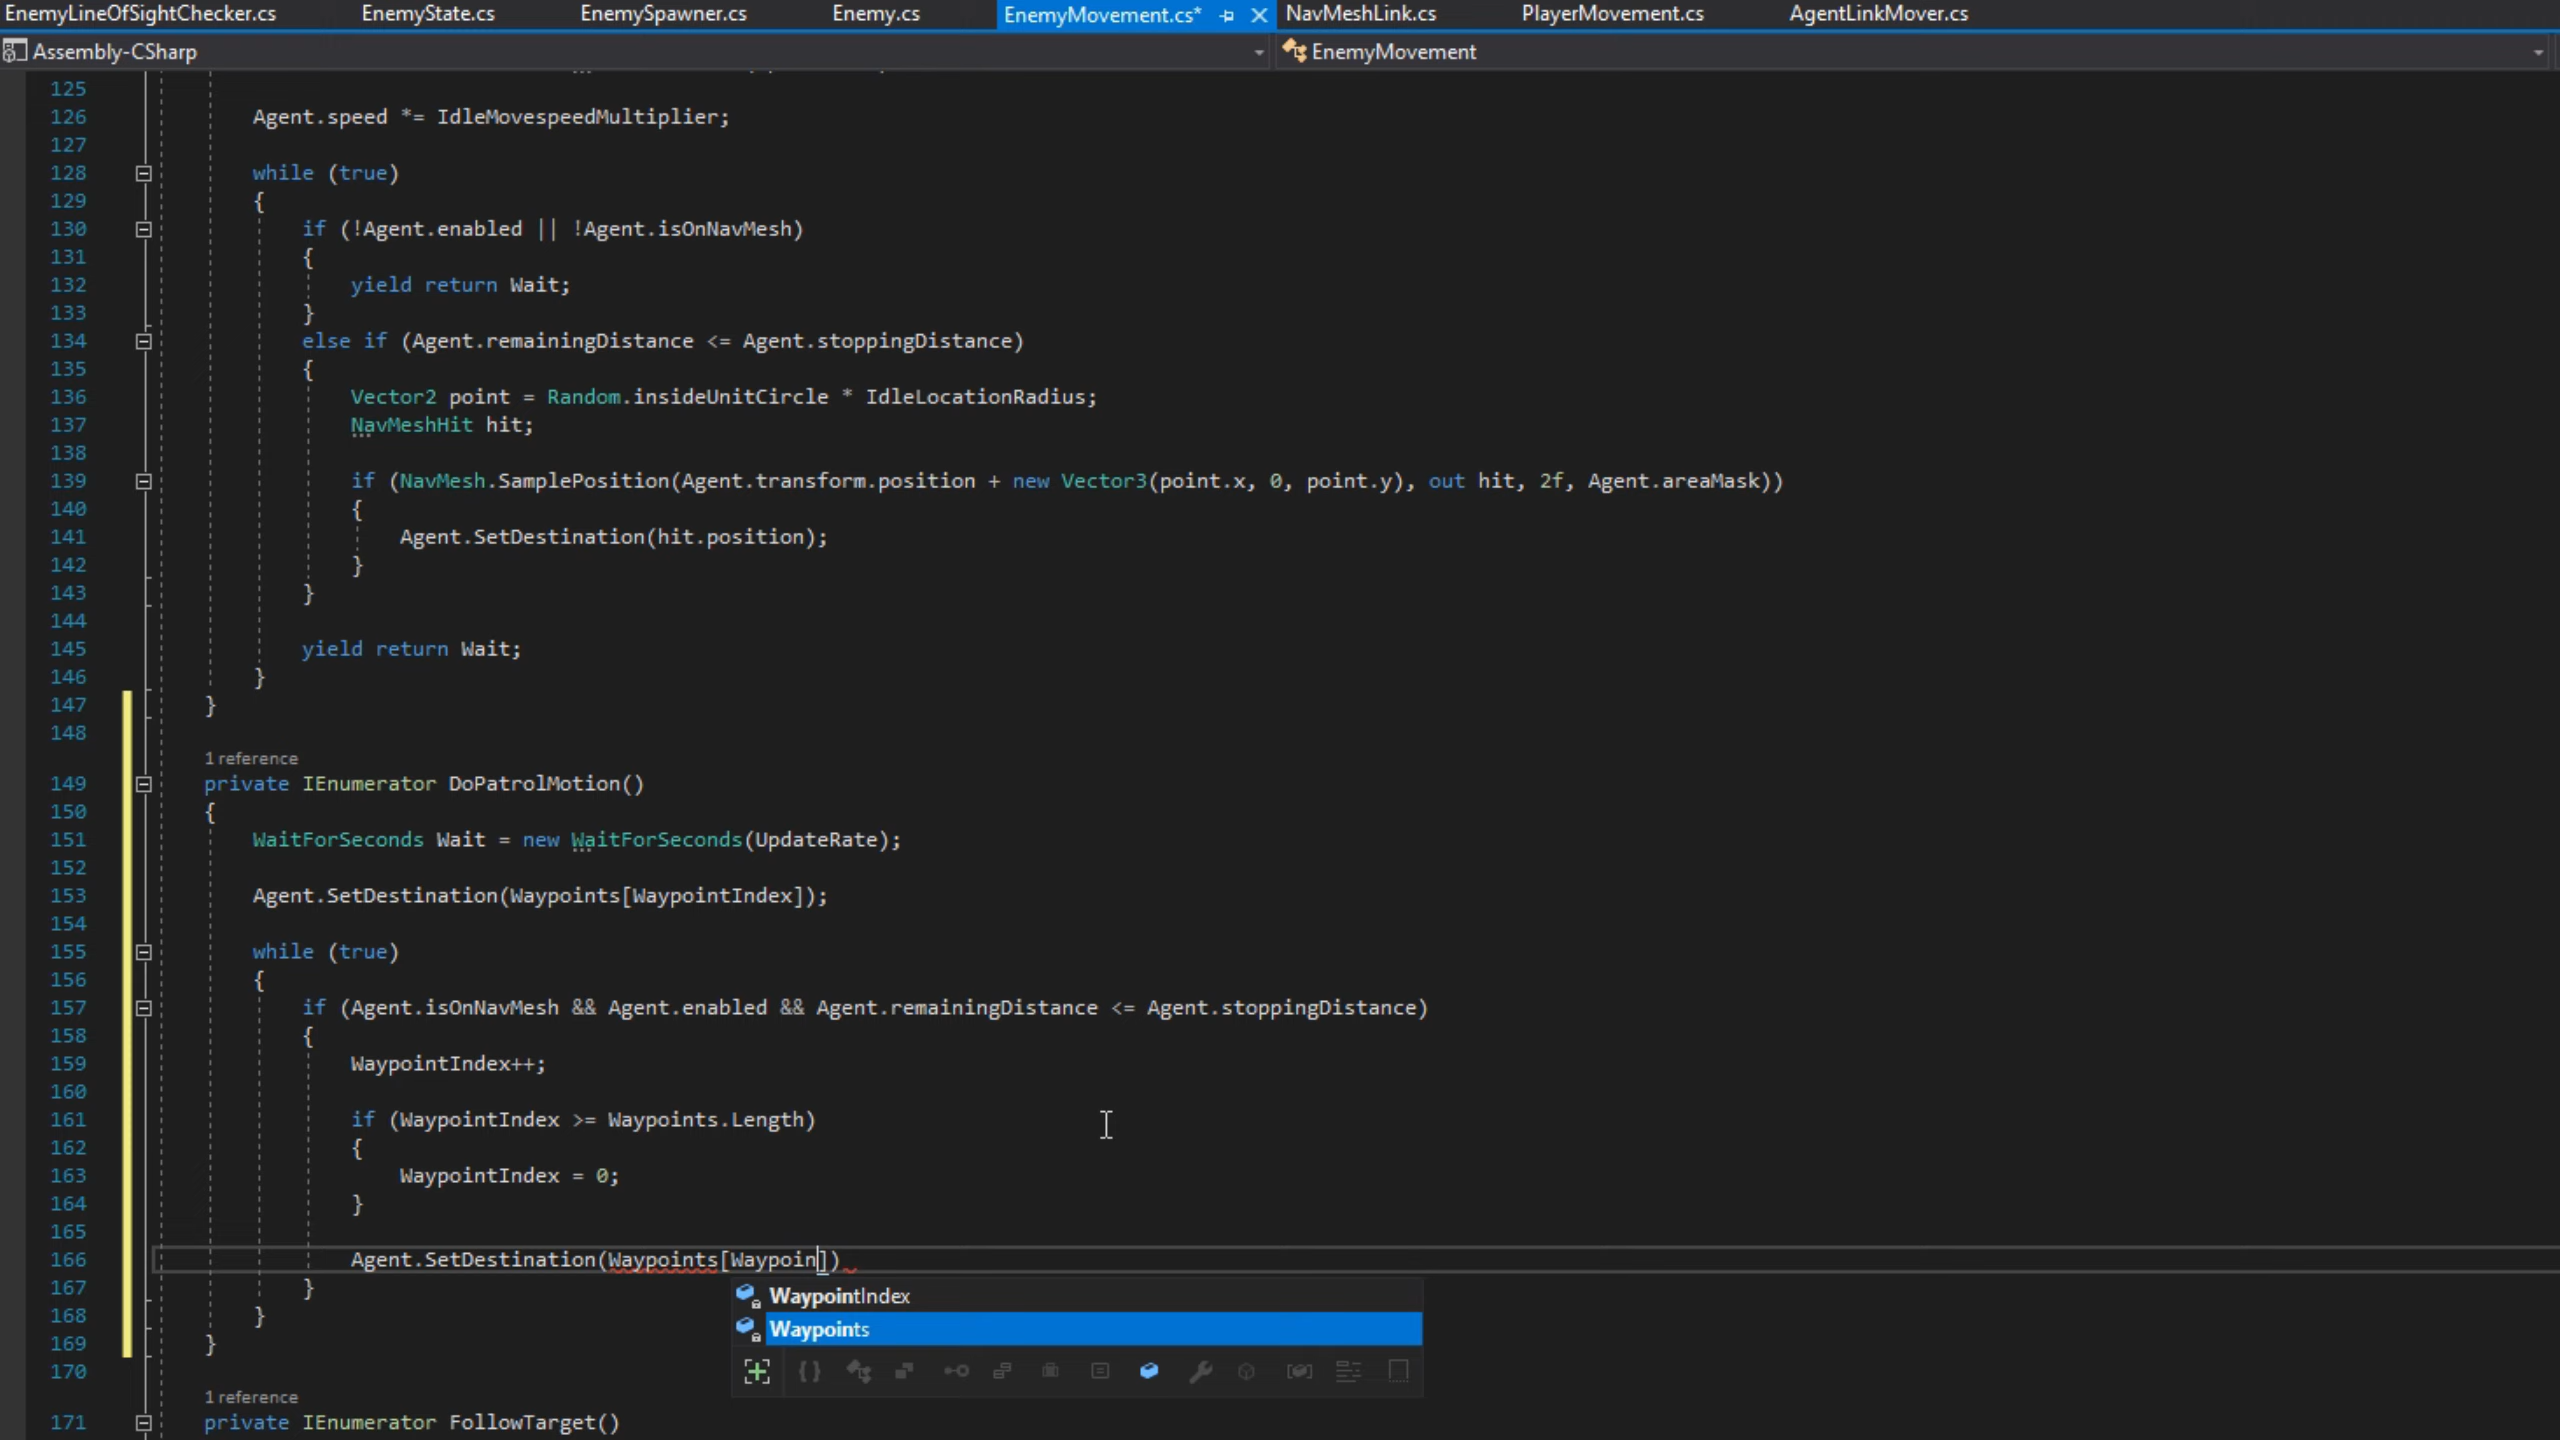 EnemyLineOfSightChecker.cs EnemyState.cs EnemySpawner.cs Enemy.cs EnemyMovement.cs* NavMeshLink.cs PlayerMovement.cs AgentLinkMover.cs
Assembly-CSharp EnemyMovement
125
126 Agent.speed *= IdleMovespeedMultiplier;
127
128 while (true)
129 {
130 if (!Agent.enabled || !Agent.isOnNavMesh)
131 {
132 yield return Wait;
133 }
134 else if (Agent.remainingDistance <= Agent.stoppingDistance)
135 {
136 Vector2 point = Random.insideUnitCircle * IdleLocationRadius;
137 NavMeshHit hit;
138
139 if (NavMesh.SamplePosition(Agent.transform.position + new Vector3(point.x, 0, point.y), out hit, 2f, Agent.areaMask))
140 {
141 Agent.SetDestination(hit.position);
142 }
143 }
144
145 yield return Wait;
146 }
147 }
148
1 reference
149 private IEnumerator DoPatrolMotion()
150 {
151 WaitForSeconds Wait = new WaitForSeconds(UpdateRate);
152
153 Agent.SetDestination(Waypoints[WaypointIndex]);
154
155 while (true)
156 {
157 if (Agent.isOnNavMesh && Agent.enabled && Agent.remainingDistance <= Agent.stoppingDistance)
158 {
159 WaypointIndex++;
160
161 if (WaypointIndex >= Waypoints.Length)
162 {
163 WaypointIndex = 0;
164 }
165
166 Agent.SetDestination(Waypoints[Waypoin])
167 }
WaypointIndex
168 }
Waypoints
169 }
170
1 reference
171 private IEnumerator FollowTarget()